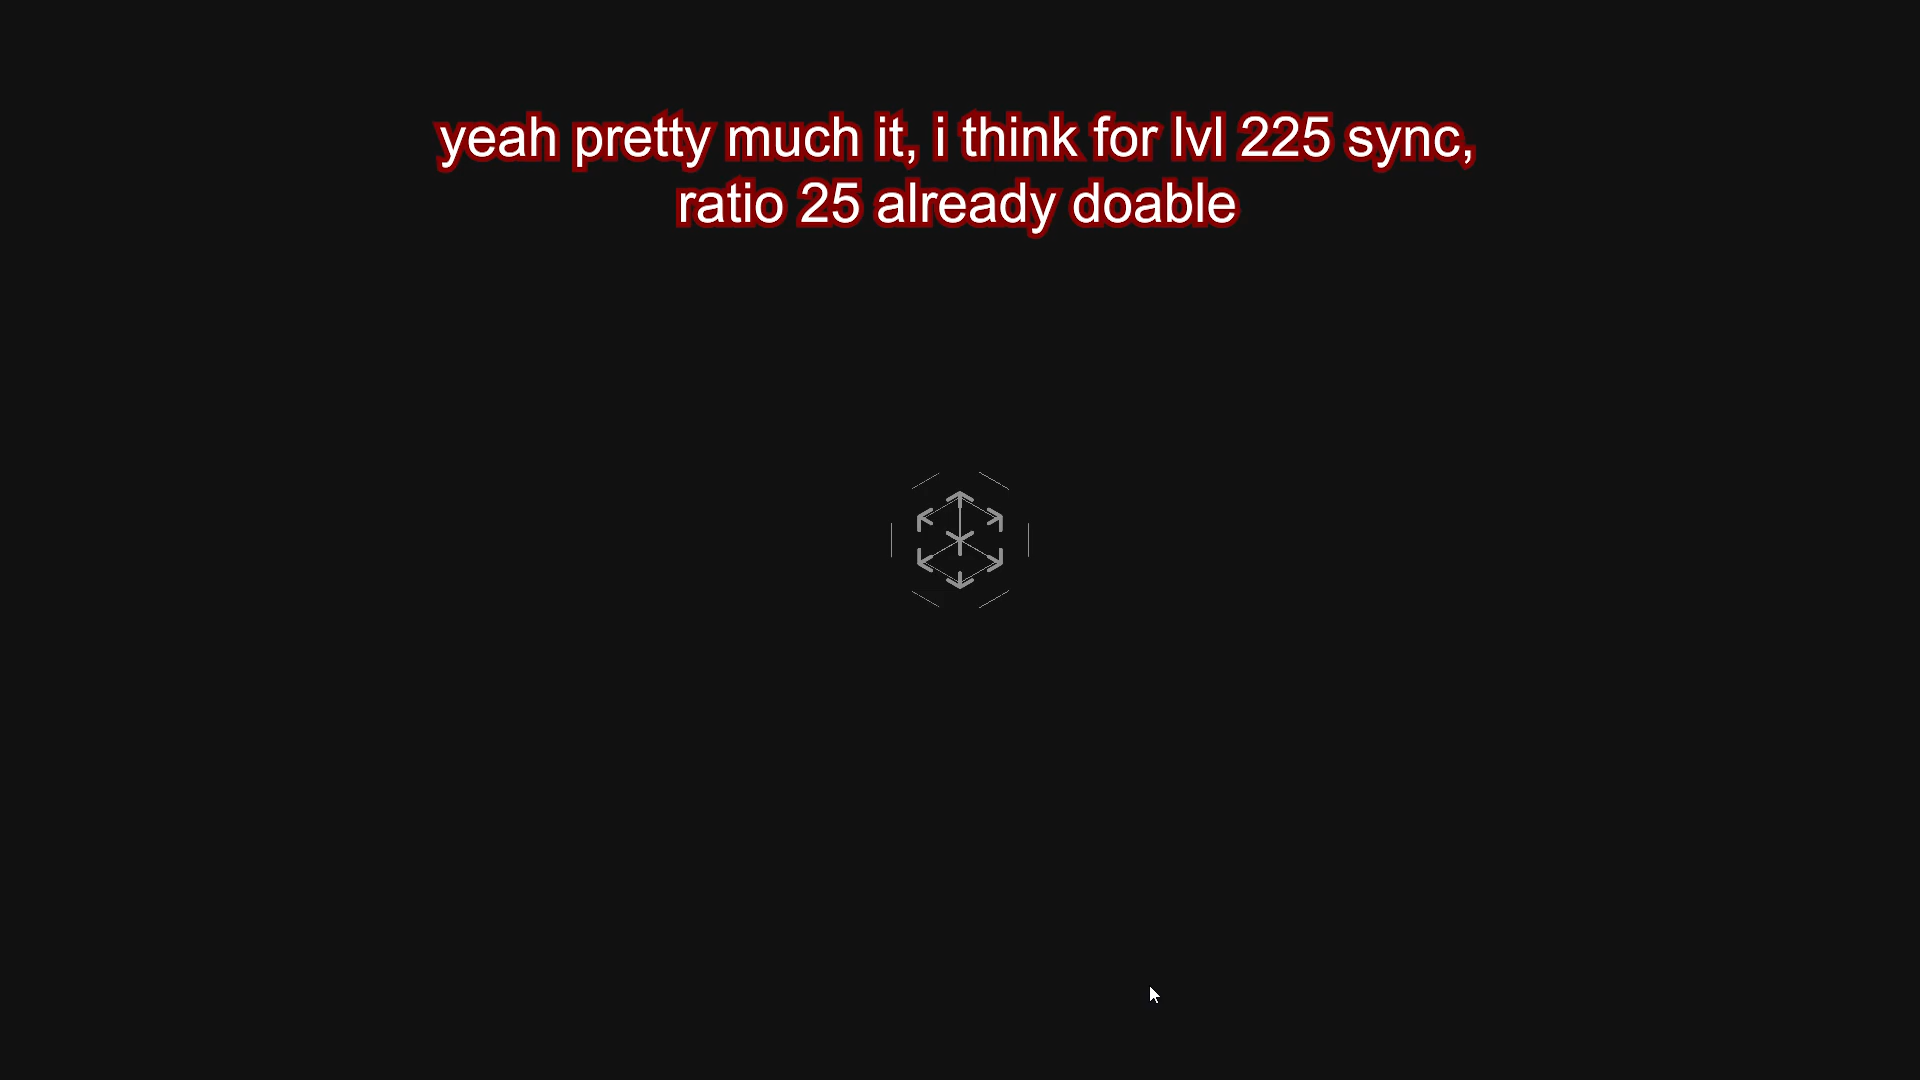 yeah pretty much it, i think for lvl 225 sync,
ratio 25 already doable